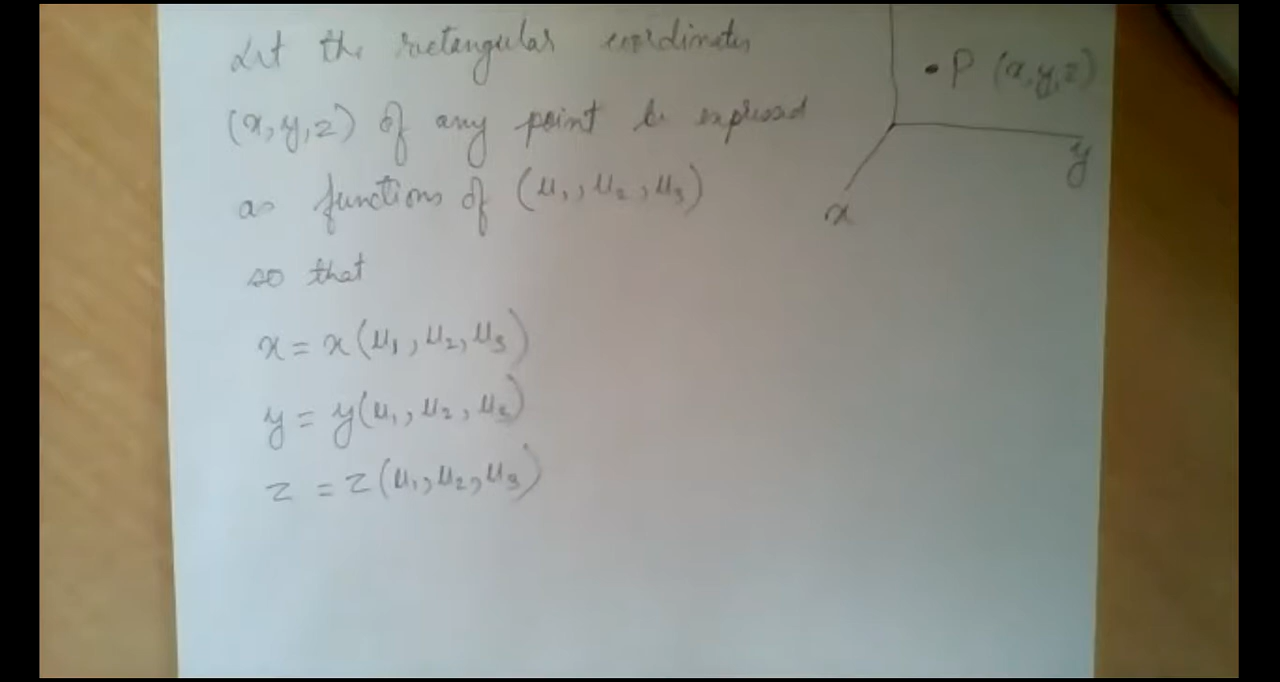 Let the rectangular coordinates
(x, y, z) of any point be expressed
as functions of (u₁, u₂, u₃)
so that
x = x(u₁, u₂, u₃)
y = y(u₁, u₂, u₃)
z = z(u₁, u₂, u₃)
P (x, y, z)
y
x